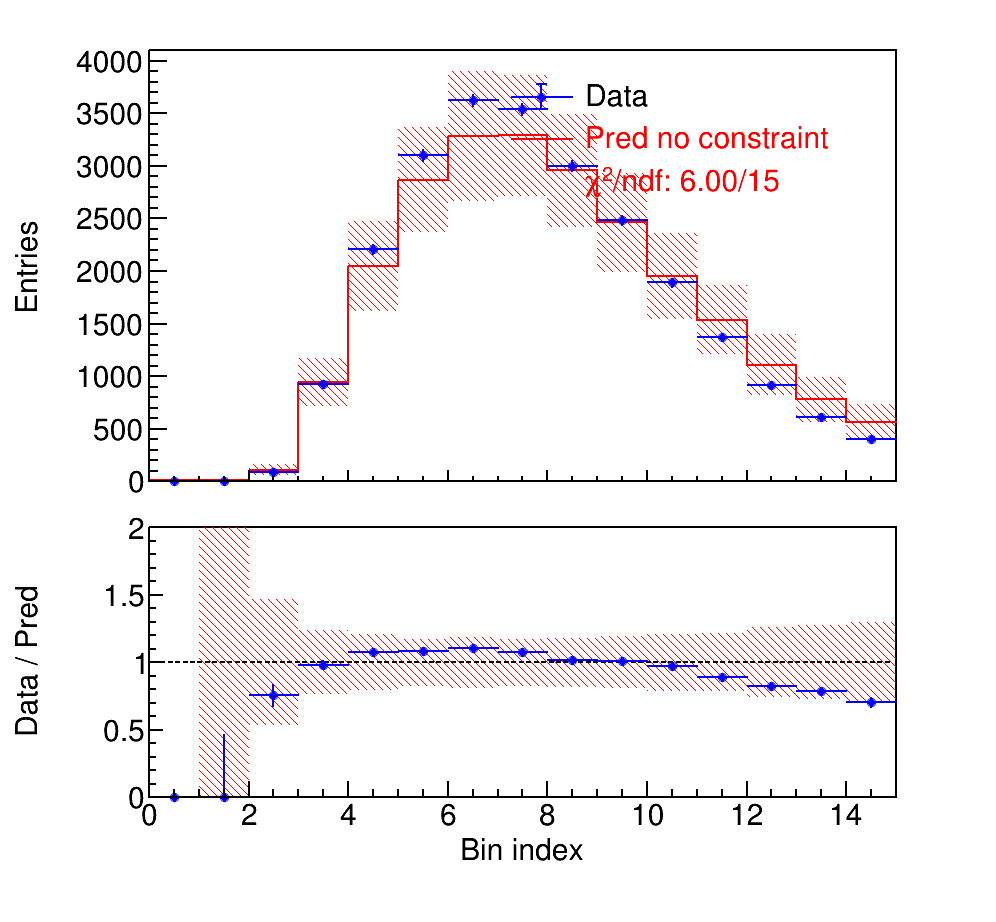 4000
3500
3000
2500
2000
1500
1000
500
0
Entries
Data
Pred no constraint
χ²/ndf: 6.00/15
2
1.5
1
0.5
0
Data / Pred
0 2 4 6 8 10 12 14
Bin index